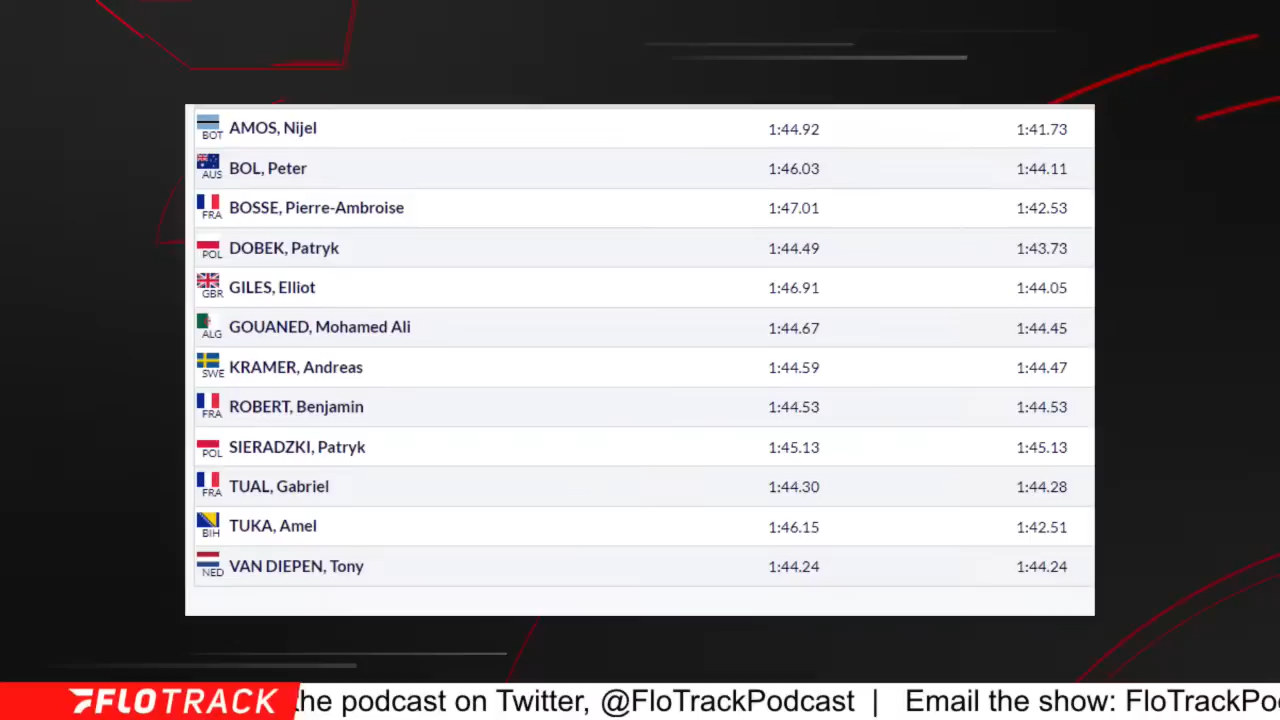 BOT AMOS, Nijel 1:44.92 1:41.73
AUS BOL, Peter 1:46.03 1:44.11
FRA BOSSE, Pierre-Ambroise 1:47.01 1:42.53
POL DOBEK, Patryk 1:44.49 1:43.73
GBR GILES, Elliot 1:46.91 1:44.05
ALG GOUANED, Mohamed Ali 1:44.67 1:44.45
SWE KRAMER, Andreas 1:44.59 1:44.47
FRA ROBERT, Benjamin 1:44.53 1:44.53
POL SIERADZKI, Patryk 1:45.13 1:45.13
FRA TUAL, Gabriel 1:44.30 1:44.28
BIH TUKA, Amel 1:46.15 1:42.51
NED VAN DIEPEN, Tony 1:44.24 1:44.24
FLOTRACK the podcast on Twitter, @FloTrackPodcast | Email the show: FloTrackPo